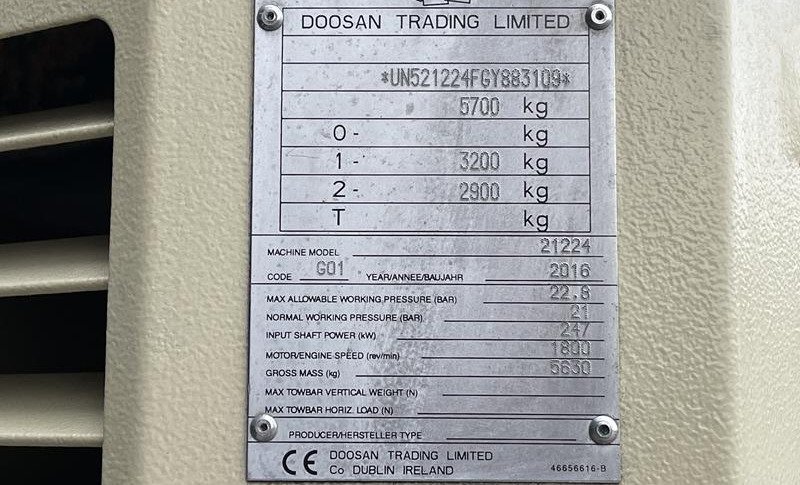 DOOSAN TRADING LIMITED
*UN521224FGY883109*
5700 kg
0- kg
1- 3200 kg
2- 2900 kg
T kg
MACHINE MODEL 21224
CODE G01 YEAR/ANNEE/BAUJAHR 2016
MAX ALLOWABLE WORKING PRESSURE (BAR) 22.8
NORMAL WORKING PRESSURE (BAR) 21
INPUT SHAFT POWER (kW) 247
MOTOR/ENGINE SPEED (rev/min) 1800
GROSS MASS (kg) 5630
MAX TOWBAR VERTICAL WEIGHT (N)
MAX TOWBAR HORIZ. LOAD (N)
PRODUCER/HERSTELLER TYPE
CE DOOSAN TRADING LIMITED
Co DUBLIN IRELAND 46656616-B